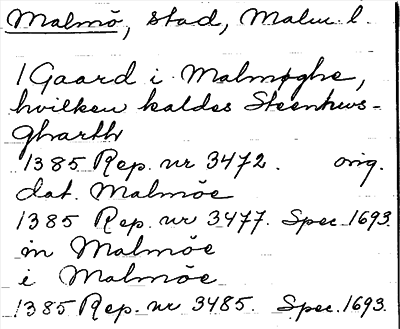 Malmö, stad, Malm. l.
1 Gaard i Malmøghe,
hvilken kaldes Steenhws-
gharth
1385 Rep. nr 3472. orig.
dat. Malmöe
1385 Rep. nr 3477. Spec. 1693.
in Malmöe
i Malmöe
1385 Rep. nr 3485. Spec. 1693.